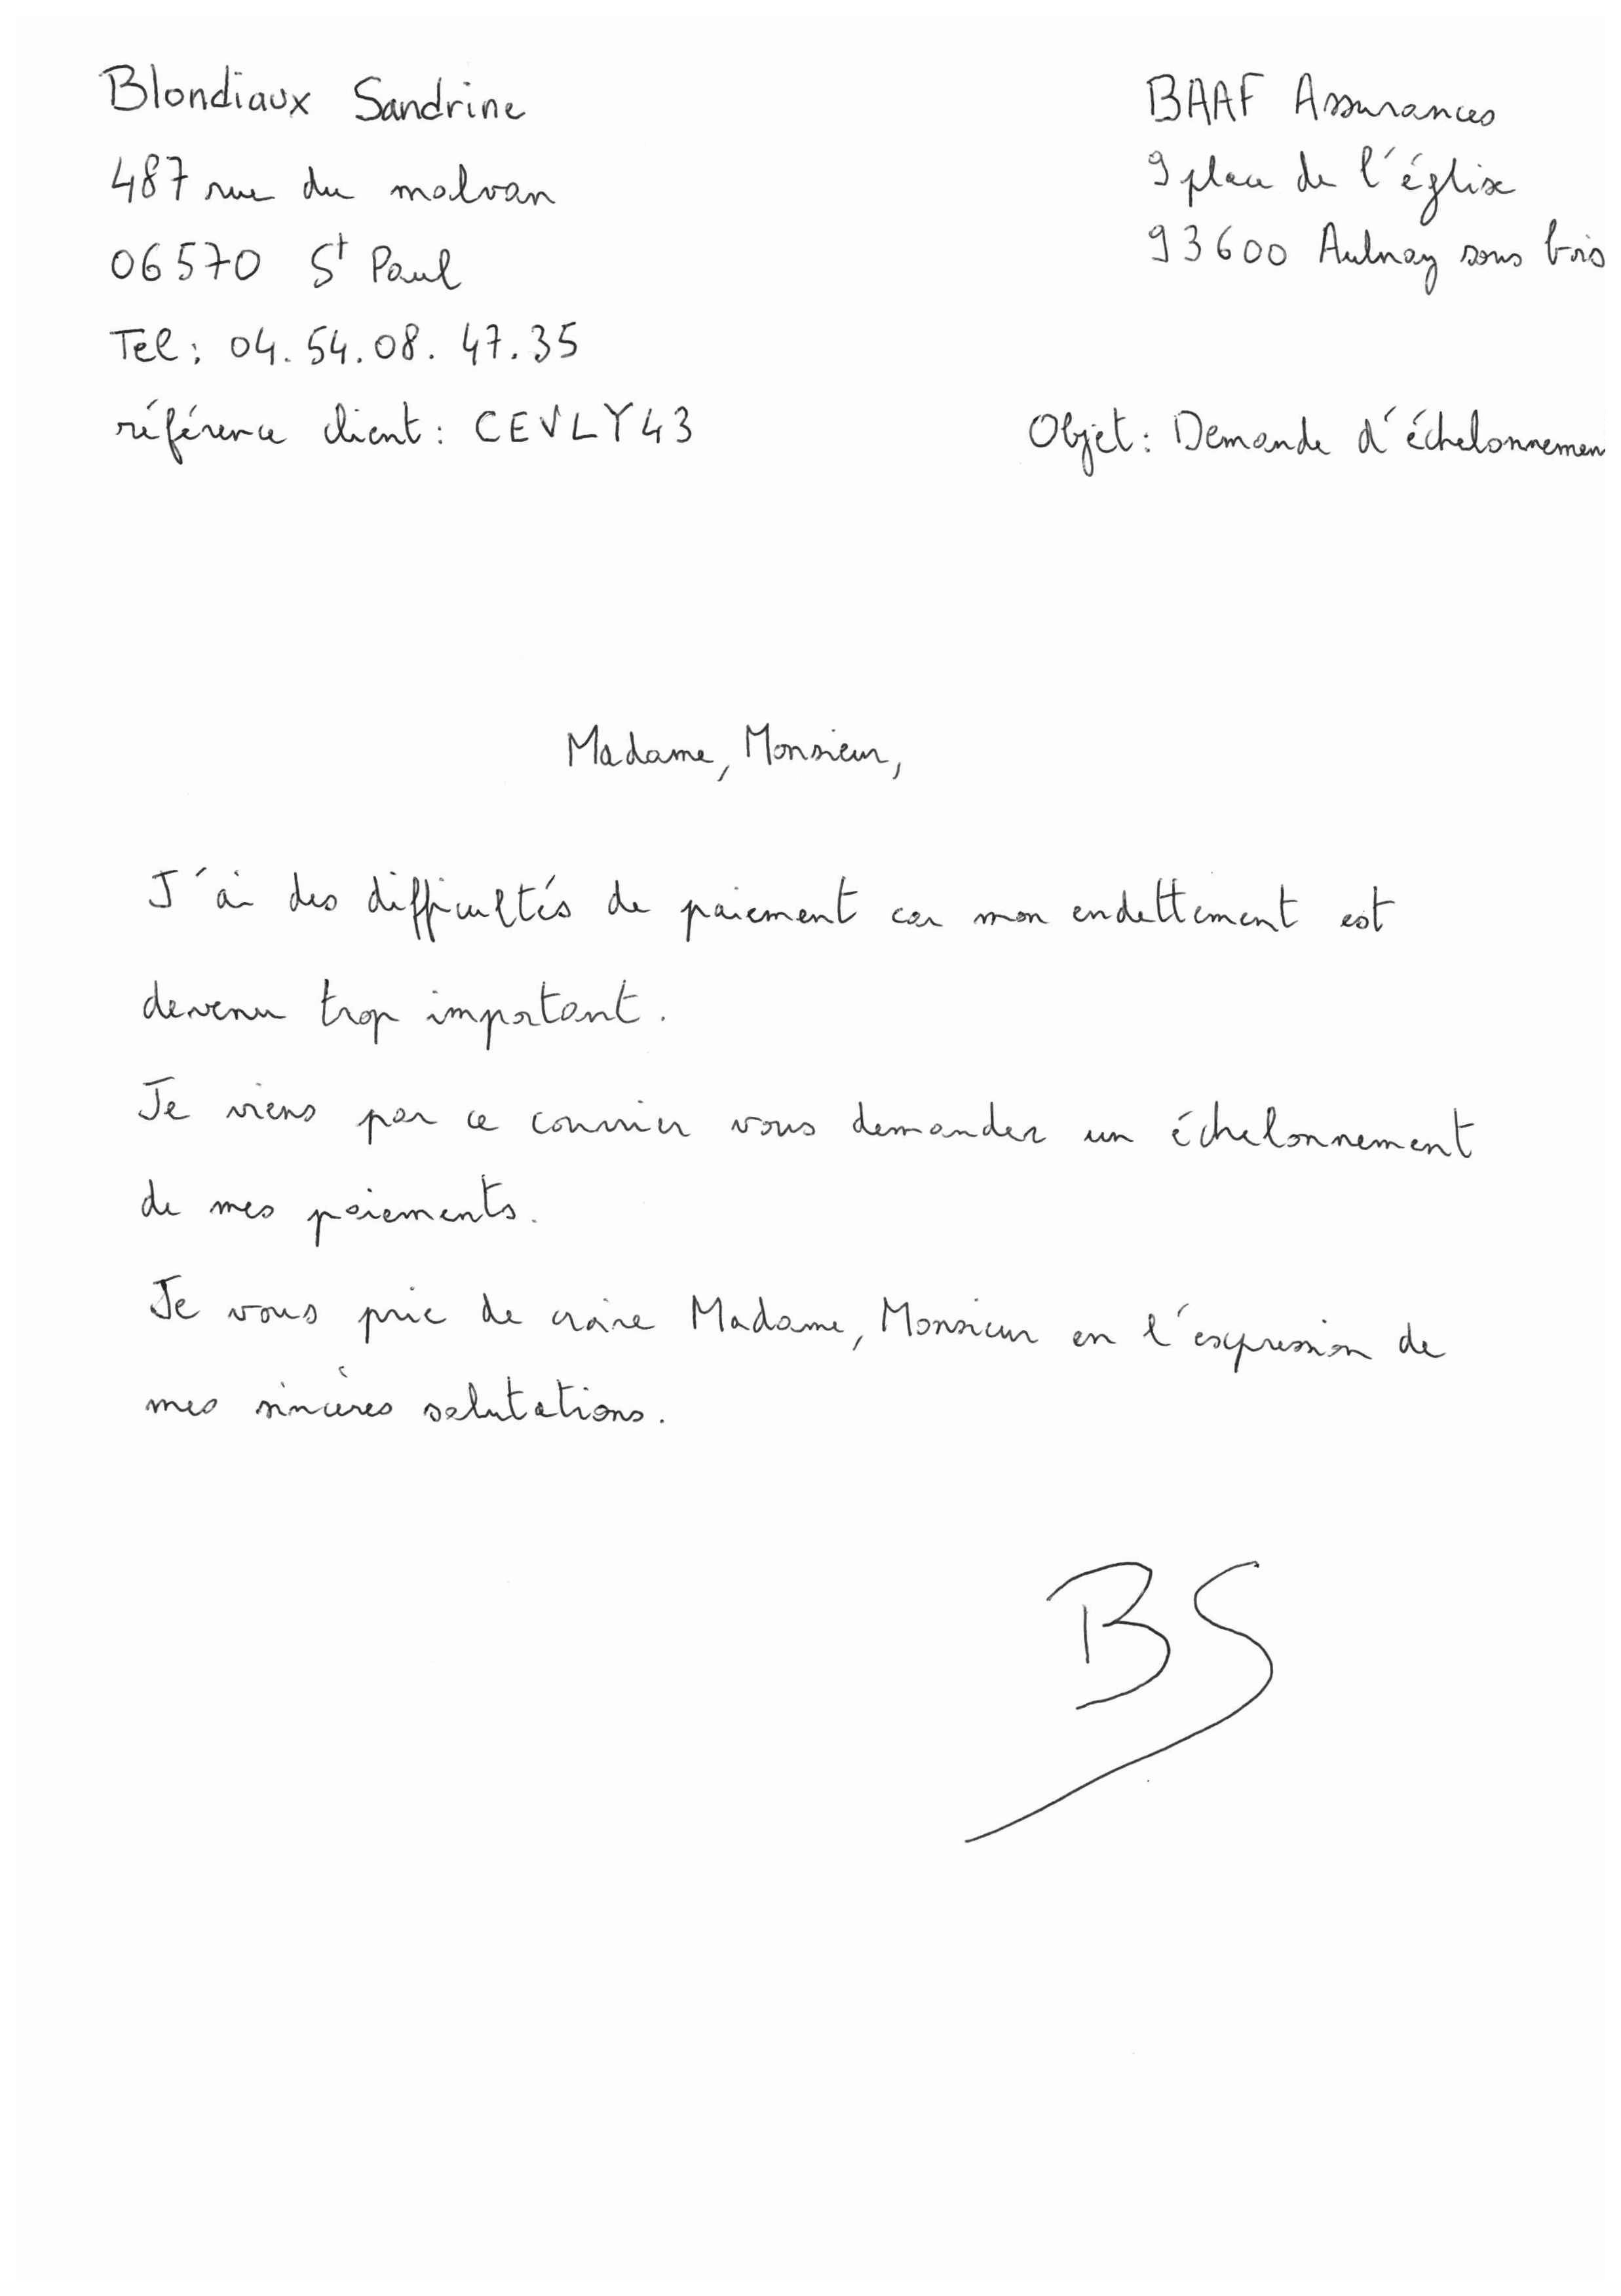 Blondiaux Sandrine
487 rue du malvan
06570 St Paul
Tel : 04.54.08.47.35
référence client : CEVLY43
BAAF Assurances
9 place de l'église
93600 Aulnay sous bois
Objet : Demande d'échelonnemen
Madame, Monsieur,
J'ai des difficultés de paiement car mon endettement est
devenu trop important.
Je viens par ce courrier vous demander un échelonnement
de mes paiements.
Je vous prie de croire Madame, Monsieur en l'expression de
mes sincères salutations.
BS